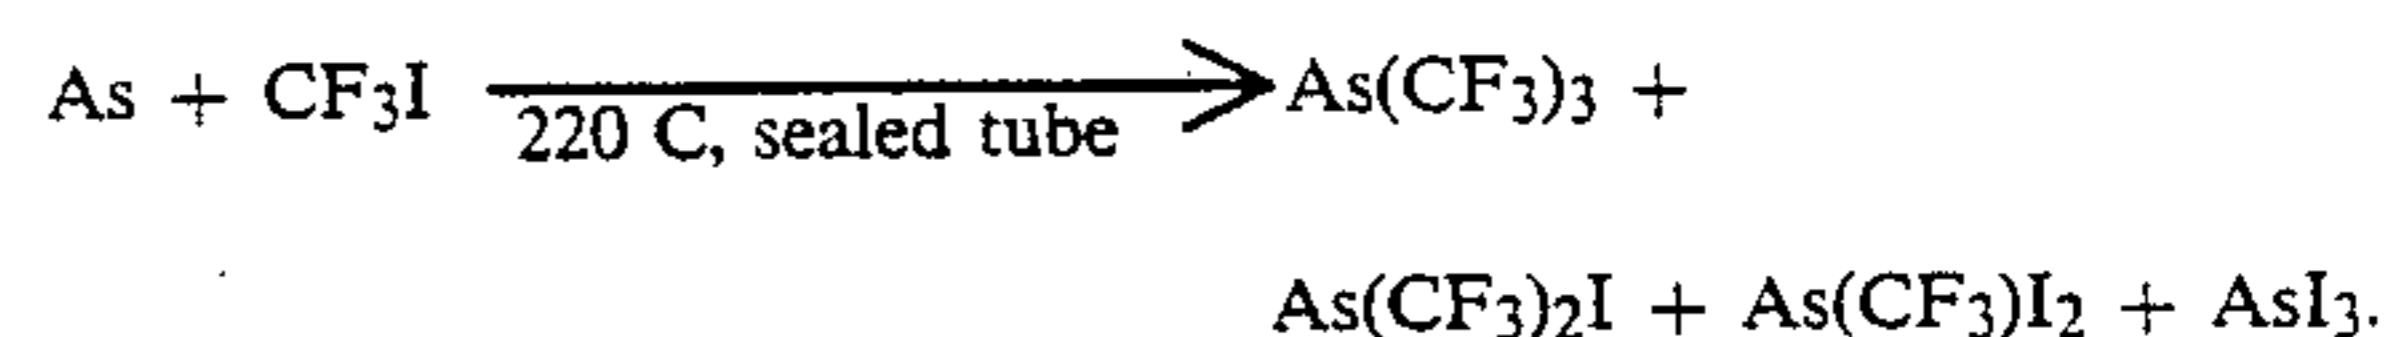 As + CF3I 220 C, sealed tube As(CF3)3 +
As(CF3)2I + As(CF3)I2 + AsI3.